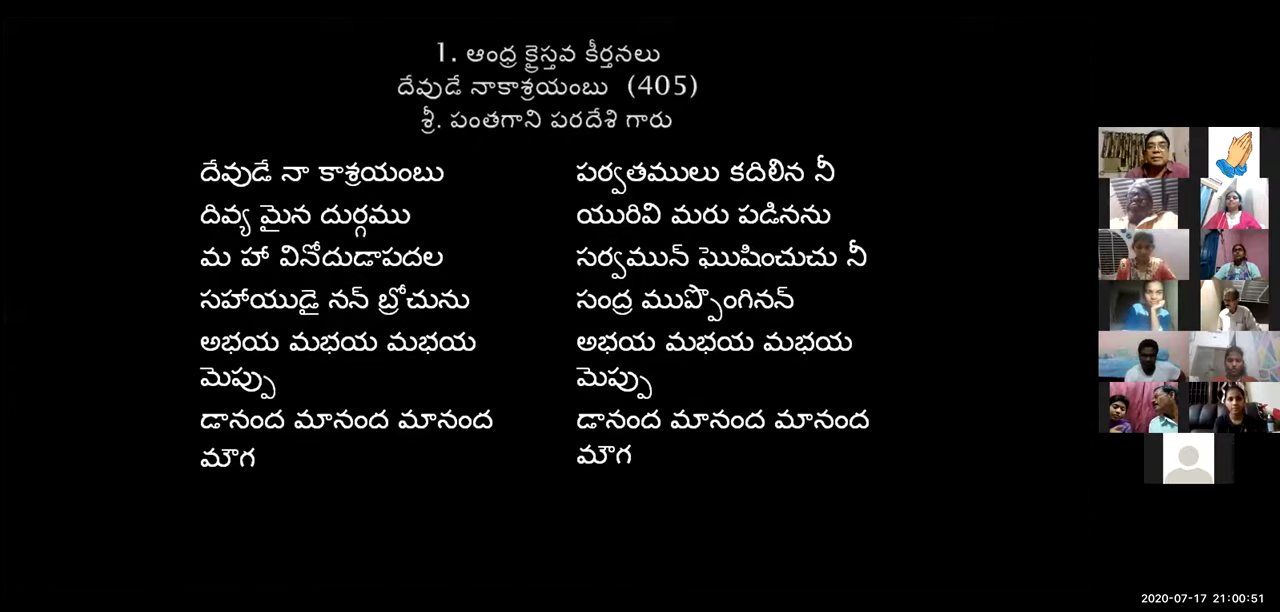 1. ఆంధ్ర క్రైస్తవ కీర్తనలు
దేవుడే నాకాశ్రయంబు (405)
శ్రీ. పంతగాని పరదేశి గారు
దేవుడే నా కాశ్రయంబు
దివ్య మైన దుర్గము
మ హా వినోదుడాపదల
సహాయుడై నన్ బ్రోచును
అభయ మభయ మభయ
మెప్పు
డానంద మానంద మానంద
మౌగ
పర్వతములు కదిలిన నీ
యురివి మరు పడినను
సర్వమున్ ఘొషించుచు నీ
సంద్ర ముప్పొంగినన్
అభయ మభయ మభయ
మెప్పు
డానంద మానంద మానంద
మౌగ
2020-07-17 21:00:51